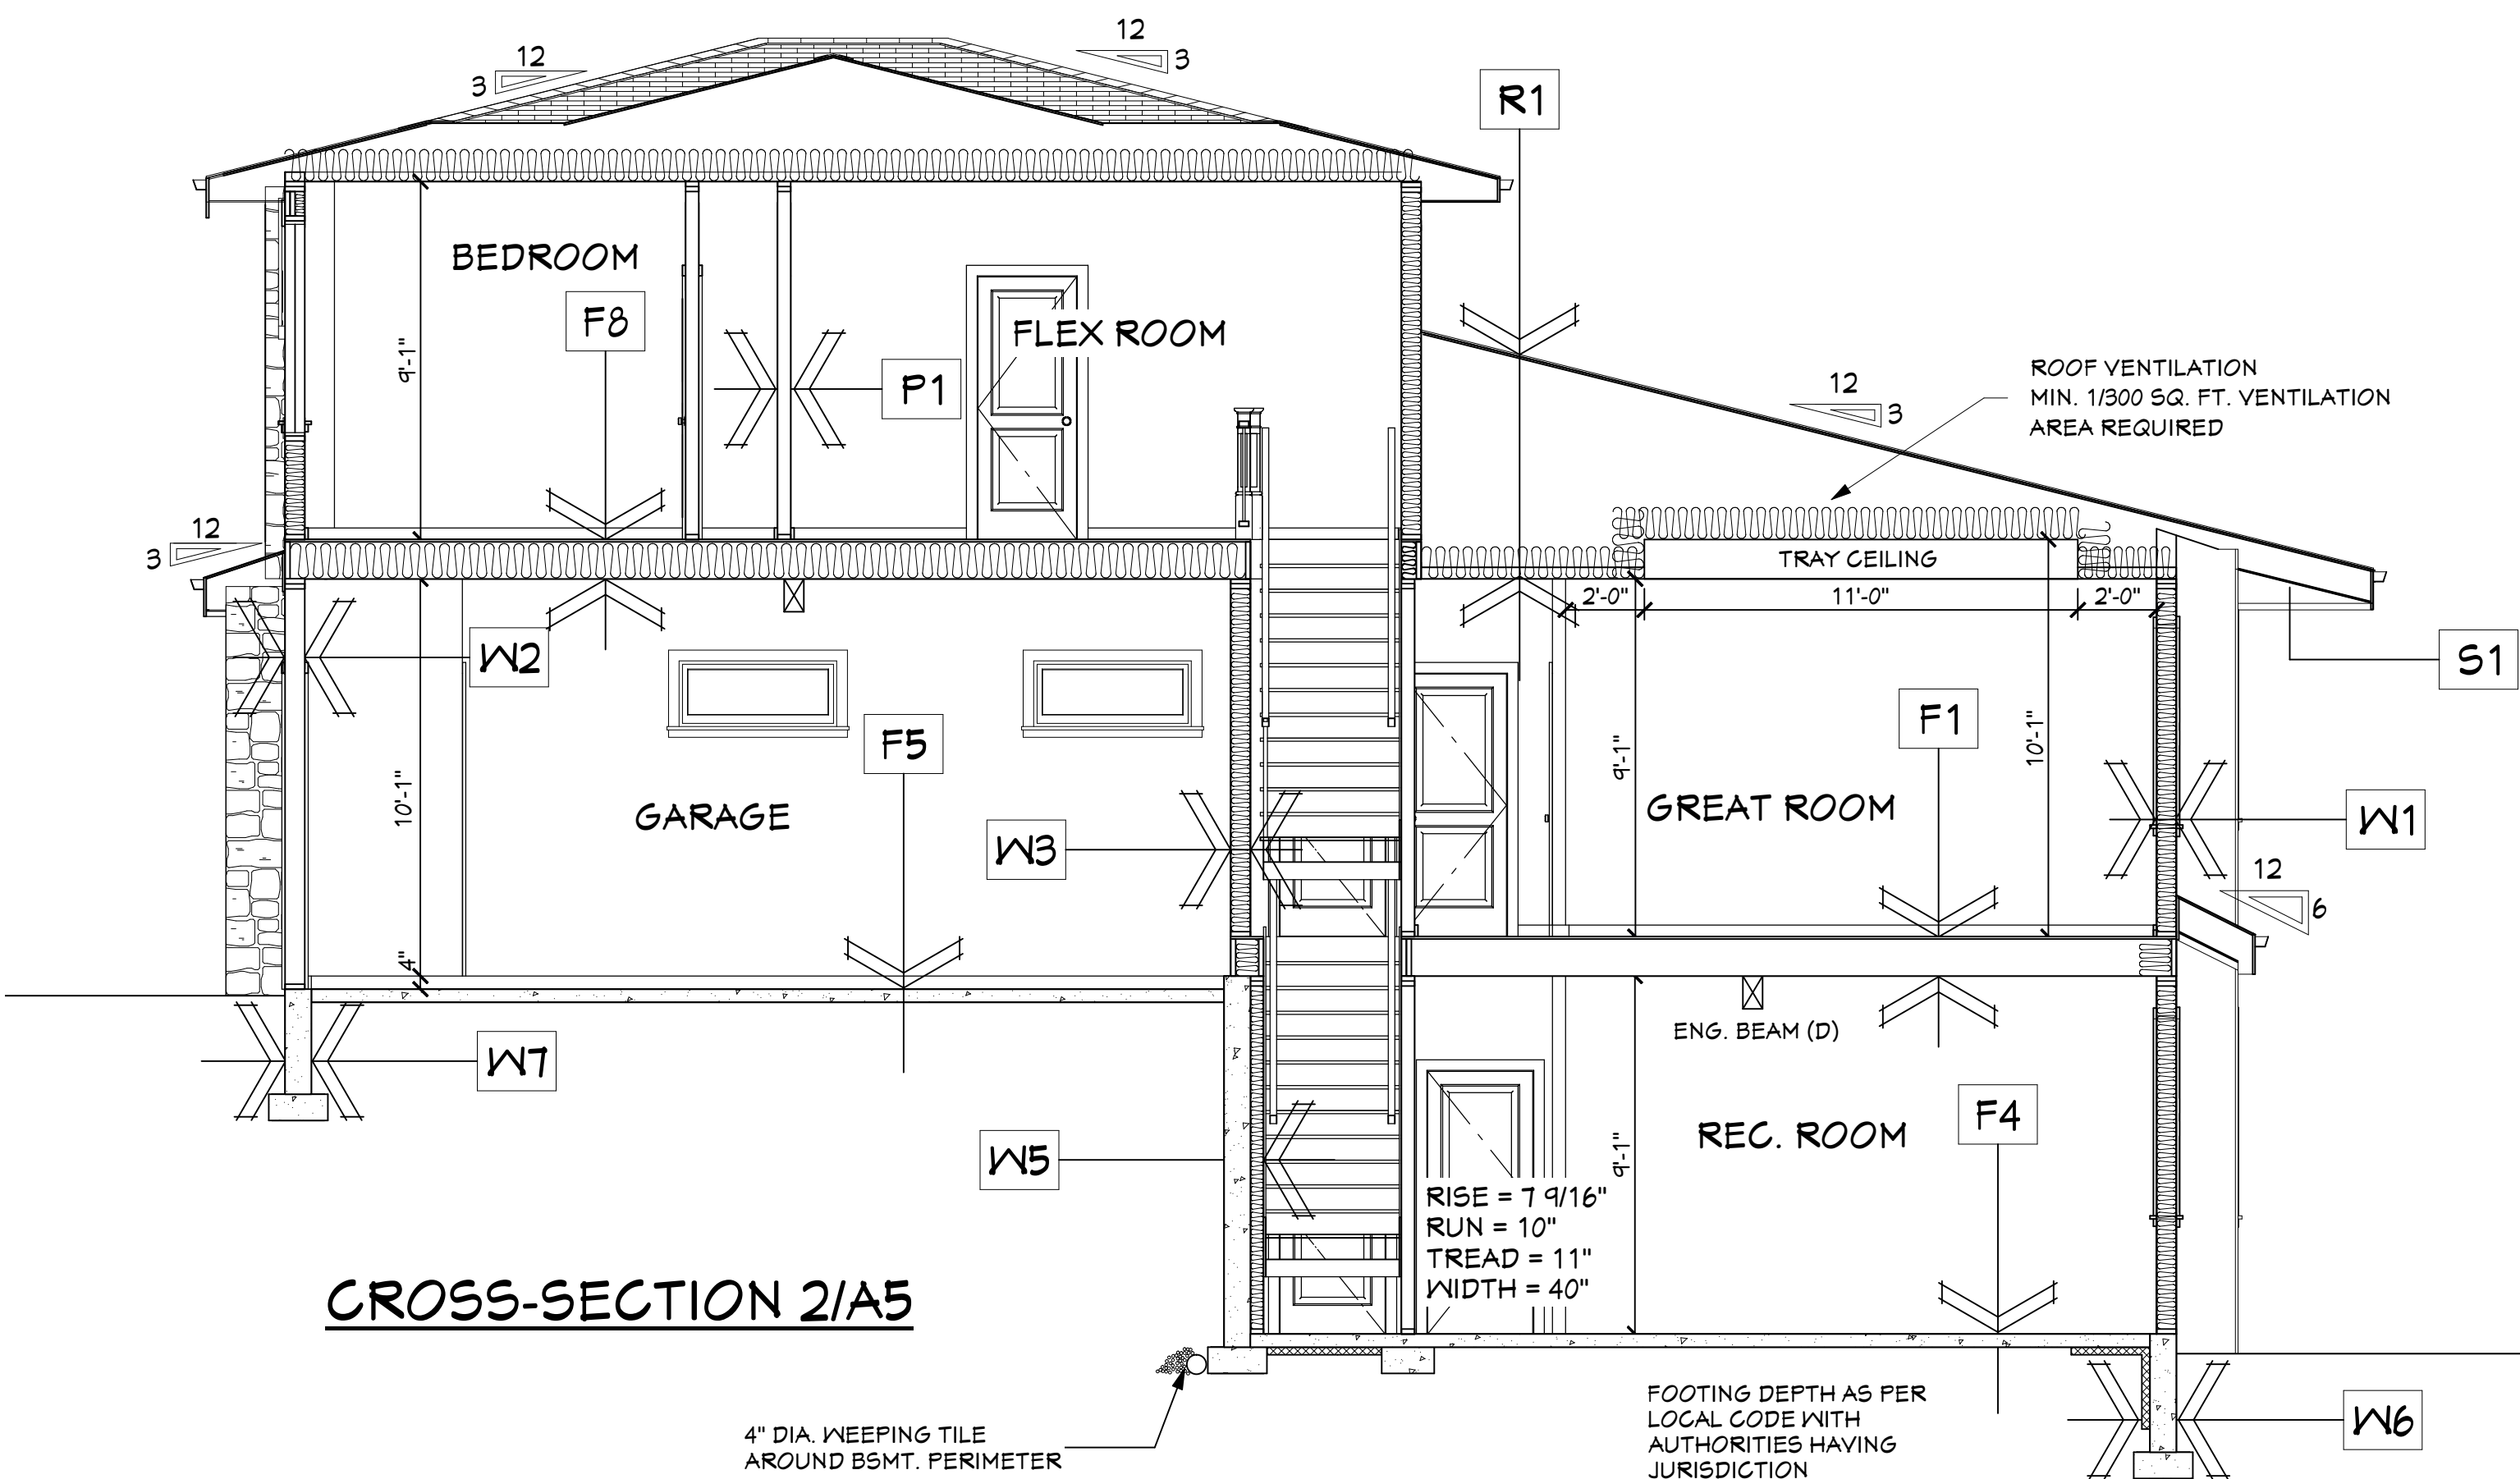 12
3
12
3
R1
BEDROOM
F8
9'-1"
P1
FLEX ROOM
12
3
ROOF VENTILATION
MIN. 1/300 SQ. FT. VENTILATION
AREA REQUIRED
12
3
TRAY CEILING
2'-0"
11'-0"
2'-0"
W2
S1
F5
F1
10'-1"
9'-1"
10'-1"
GARAGE
GREAT ROOM
W3
W1
12
6
4"
ENG. BEAM (D)
W7
F4
REC. ROOM
W5
9'-1"
RISE = 7 9/16"
RUN = 10"
TREAD = 11"
WIDTH = 40"
CROSS-SECTION 2/A5
4" DIA. WEEPING TILE
AROUND BSMT. PERIMETER
FOOTING DEPTH AS PER
LOCAL CODE WITH
AUTHORITIES HAVING
JURISDICTION
W6